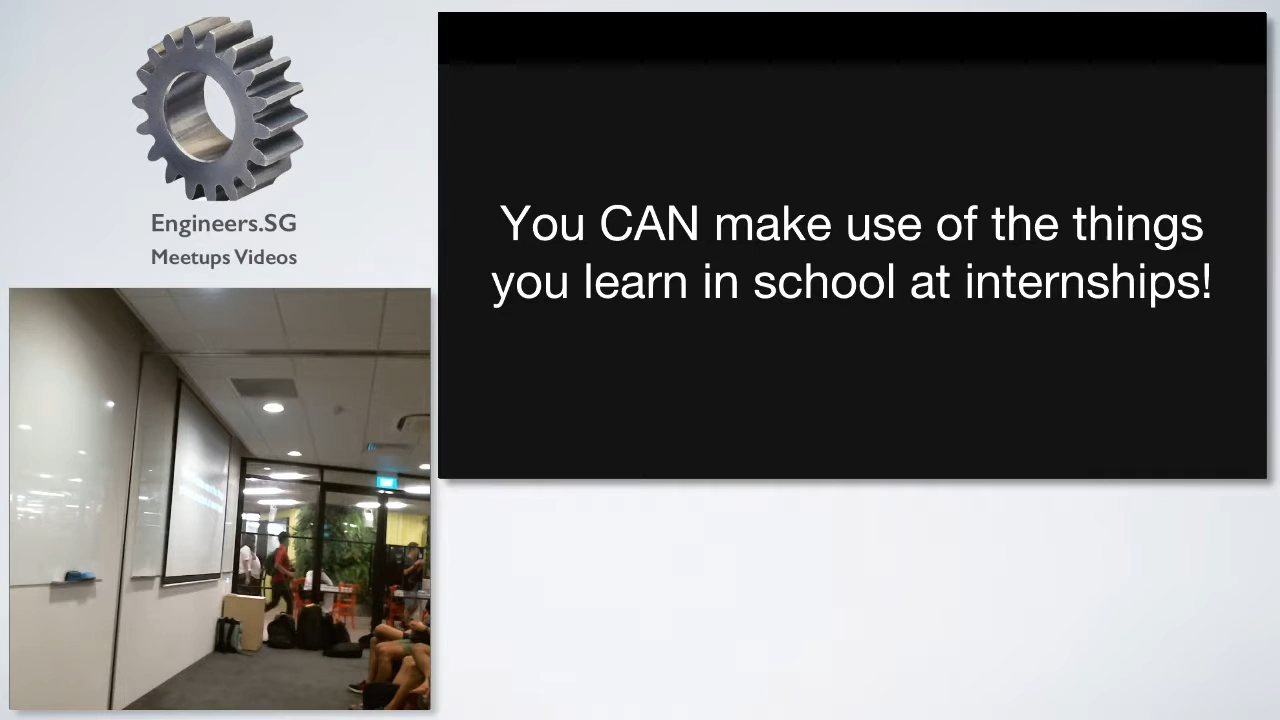 Engineers.SG
Meetups Videos
You CAN make use of the things
you learn in school at internships!